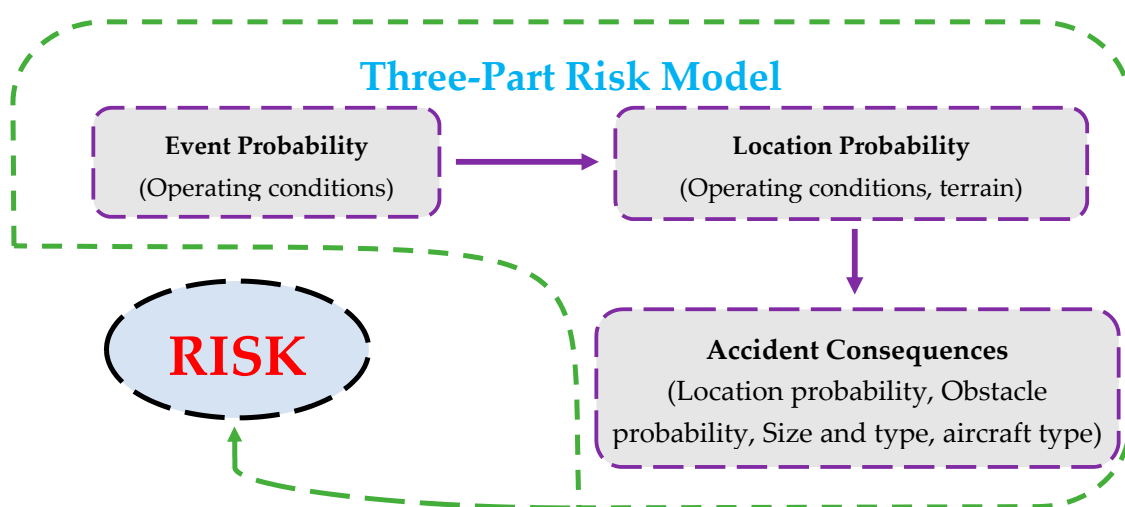 Three-Part Risk Model
Event Probability
(Operating conditions)
Location Probability
(Operating conditions, terrain)
Accident Consequences
(Location probability, Obstacle
probability, Size and type, aircraft type)
RISK